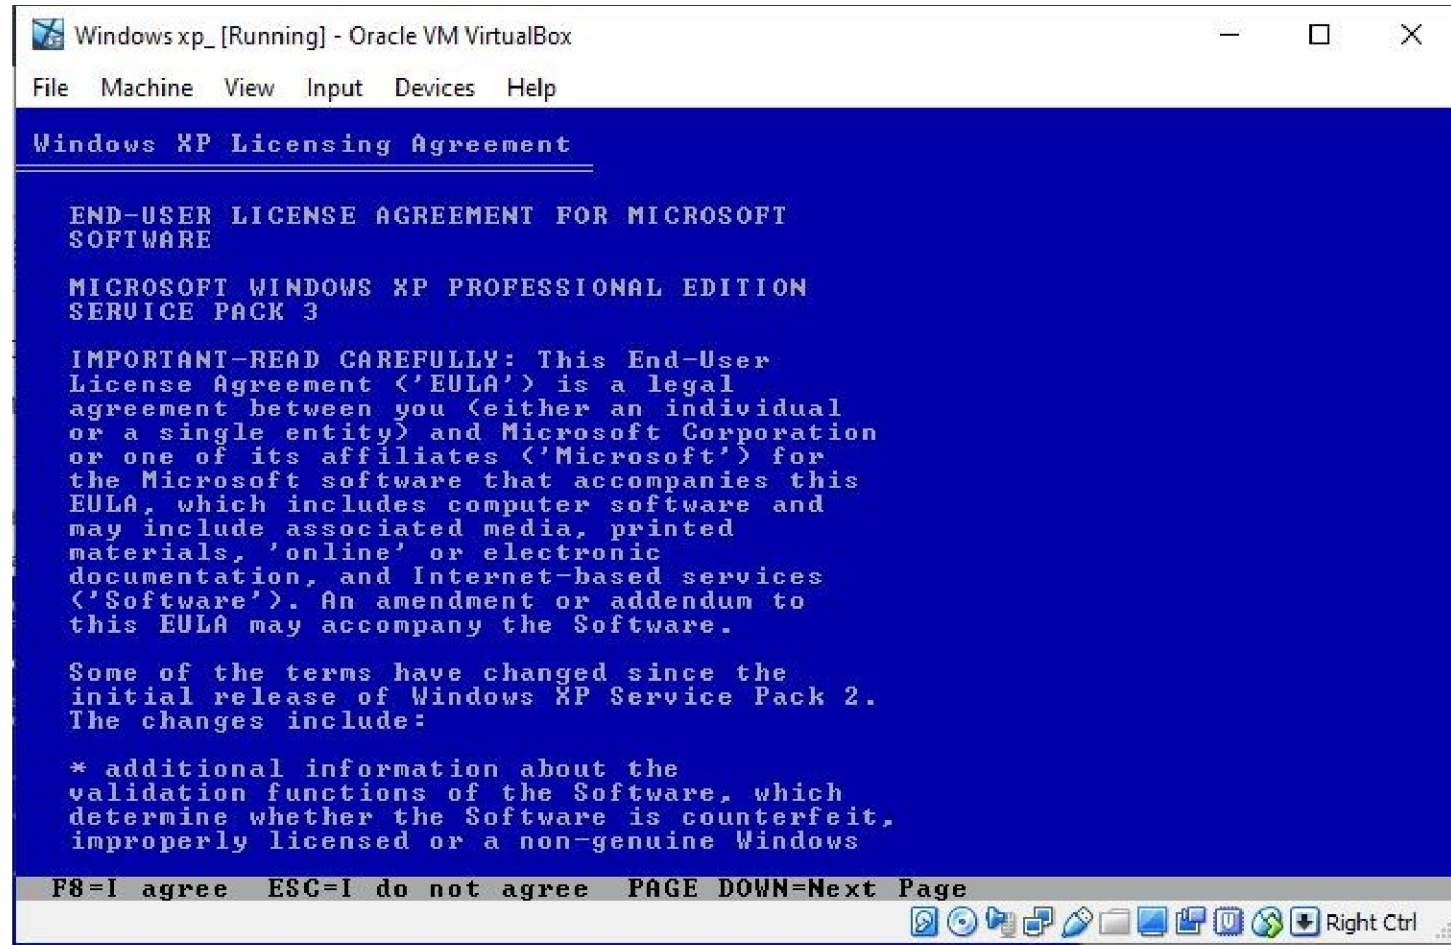 Windows xp_ [Running] - Oracle VM VirtualBox
File Machine View Input Devices Help
Windows XP Licensing Agreement
END-USER LICENSE AGREEMENT FOR MICROSOFT
SOFTWARE
MICROSOFT WINDOWS XP PROFESSIONAL EDITION
SERVICE PACK 3
IMPORTANT-READ CAREFULLY: This End-User
License Agreement ('EULA') is a legal
agreement between you (either an individual
or a single entity) and Microsoft Corporation
or one of its affiliates ('Microsoft') for
the Microsoft software that accompanies this
EULA, which includes computer software and
may include associated media, printed
materials, 'online' or electronic
documentation, and Internet-based services
('Software'). An amendment or addendum to
this EULA may accompany the Software.
Some of the terms have changed since the
initial release of Windows XP Service Pack 2.
The changes include:
* additional information about the
validation functions of the Software, which
determine whether the Software is counterfeit,
improperly licensed or a non-genuine Windows
F8=I agree ESC=I do not agree PAGE DOWN=Next Page
Right Ctrl